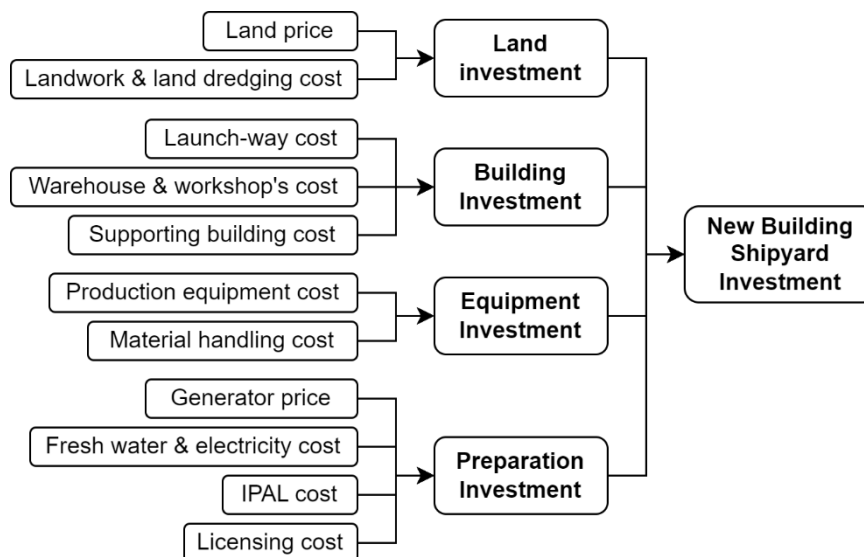 Land price
Landwork & land dredging cost
Land
investment
Launch-way cost
Warehouse & workshop's cost
Supporting building cost
Building
Investment
Production equipment cost
Material handling cost
Equipment
Investment
Generator price
Fresh water & electricity cost
IPAL cost
Licensing cost
Preparation
Investment
New Building
Shipyard
Investment